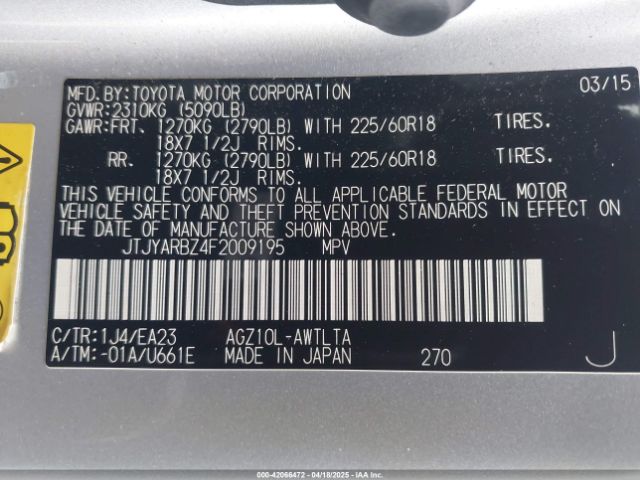 MFD.BY:TOYOTA MOTOR CORPORATION 03/15
GVWR:2310KG (5090LB)
GAWR:FRT. 1270KG (2790LB) WITH 225/60R18 TIRES.
18X7 1/2J RIMS.
RR. 1270KG (2790LB) WITH 225/60R18 TIRES.
18X7 1/2J RIMS.
THIS VEHICLE CONFORMS TO ALL APPLICABLE FEDERAL MOTOR
VEHICLE SAFETY AND THEFT PREVENTION STANDARDS IN EFFECT ON
THE DATE OF MANUFACTURE SHOWN ABOVE.
JTJYARBZ4F2009195 MPV
C/TR:1J4/EA23 AGZ10L-AWTLTA
A/TM:-01A/U661E MADE IN JAPAN 270 J
000-42066472 - 04/18/2025 - IAA Inc.